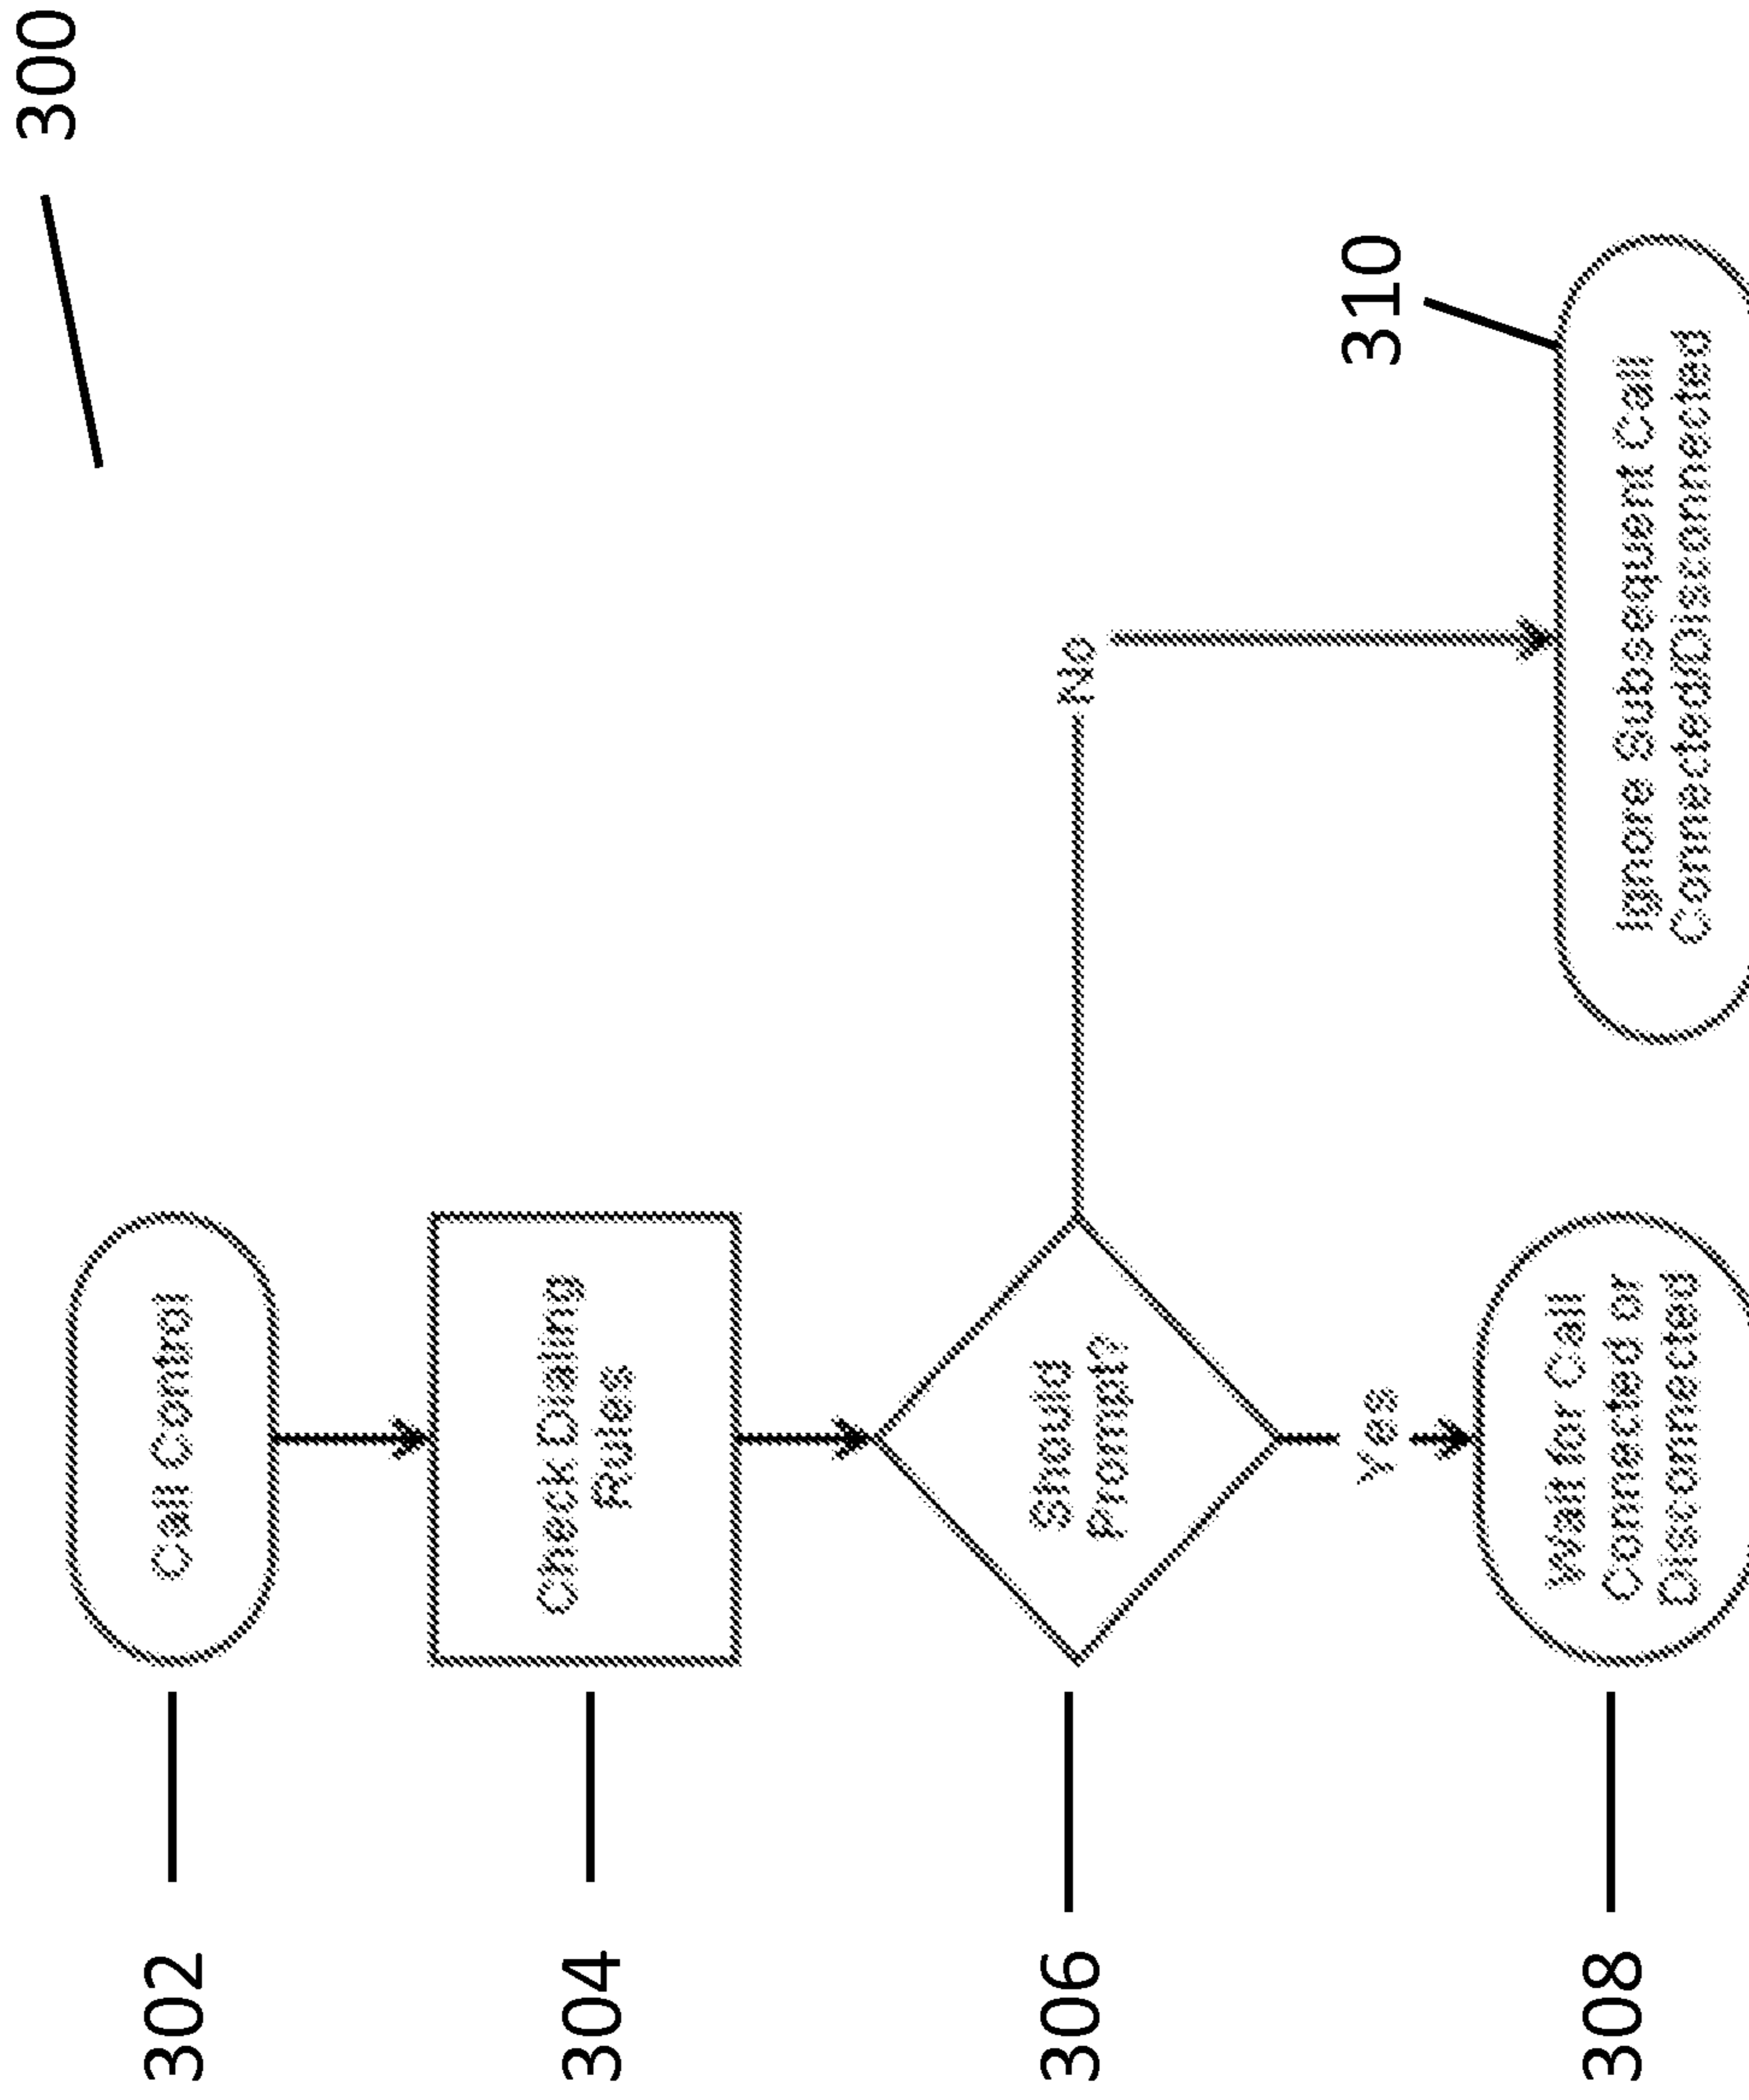 300
302
Call Control
304
Check Dialing
Rules
306
Should
Prompt?
No
Yes
308
Wait for Call
Connected or
Disconnected
310
Ignore Subsequent Call
Connected/Disconnected